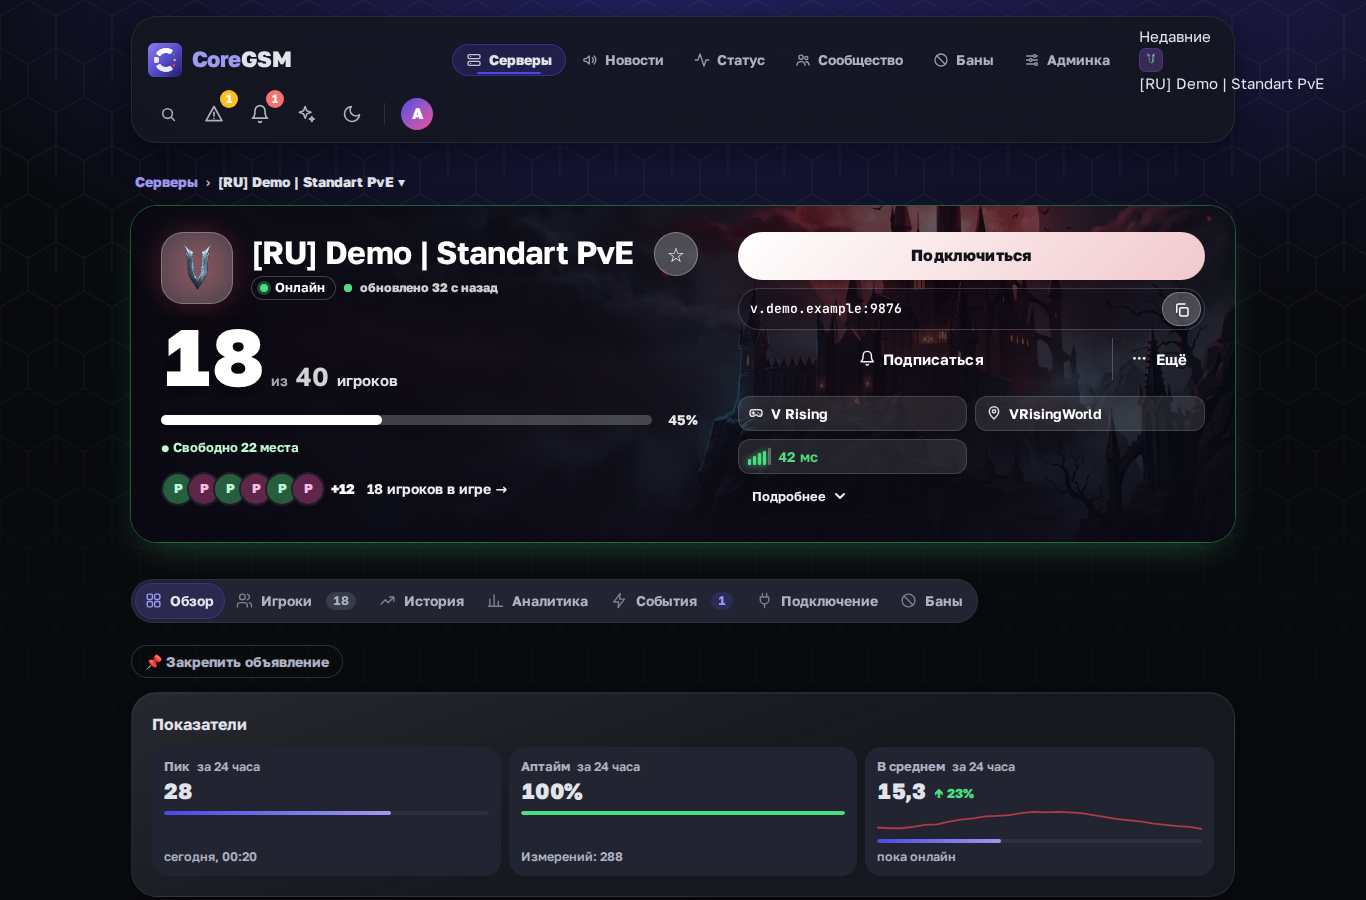 CoreGSM
Серверы
Новости
Статус
Сообщество
Баны
Админка
Недавние
[RU] Demo | Standart PvE
1
1
A
Серверы › [RU] Demo | Standart PvE ▾
[RU] Demo | Standart PvE
☆
Онлайн
обновлено 32 с назад
18 из 40 игроков
45%
● Свободно 22 места
P P P P P P +12 18 игроков в игре →
Подключиться
v.demo.example:9876
Подписаться
Ещё
V Rising
VRisingWorld
42 мс
Подробнее
Обзор
Игроки 18
История
Аналитика
События 1
Подключение
Баны
📌 Закрепить объявление
Показатели
Пик за 24 часа
28
сегодня, 00:20
Аптайм за 24 часа
100%
Измерений: 288
В среднем за 24 часа
15,3 ↑ 23%
пока онлайн